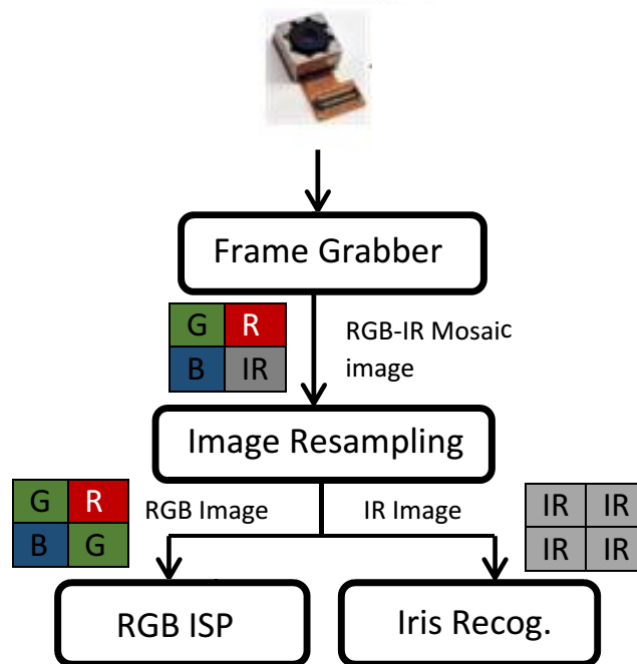 Frame Grabber
G R
B IR
RGB-IR Mosaic
image
Image Resampling
G R
B G
RGB Image
IR Image
IR IR
IR IR
RGB ISP
Iris Recog.